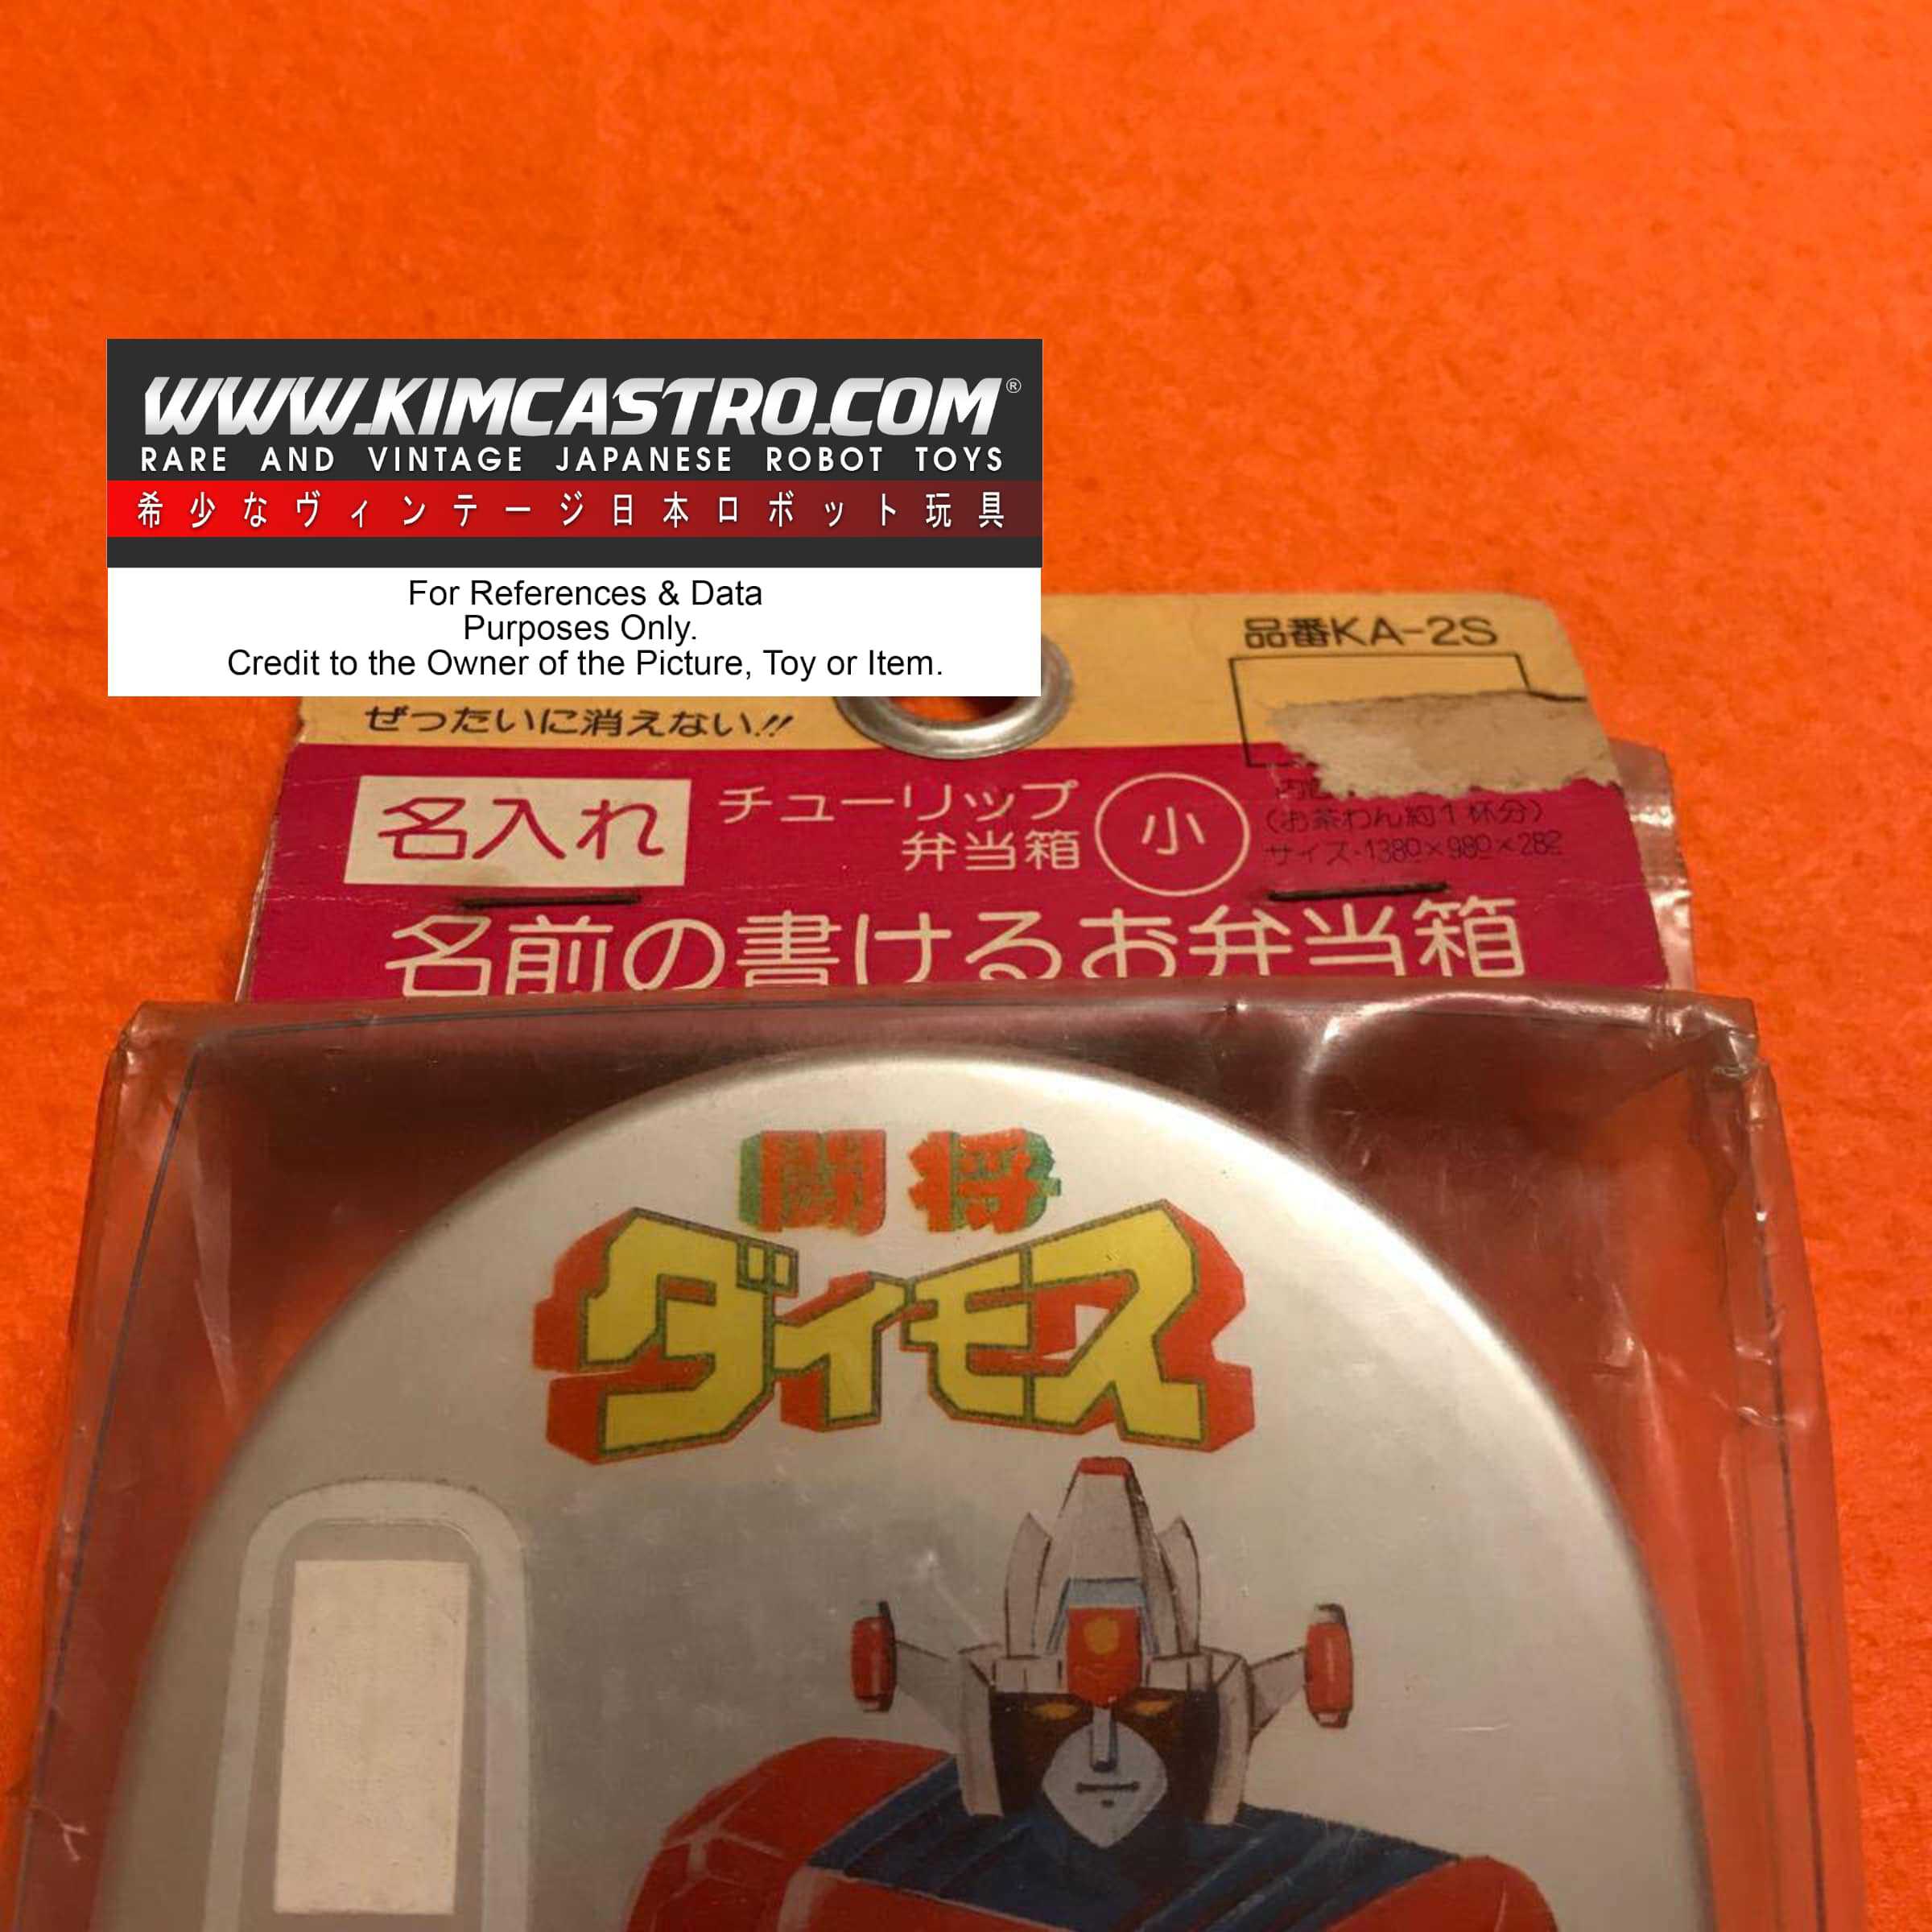 WWW.KIMCASTRO.COM®
RARE AND VINTAGE JAPANESE ROBOT TOYS
希少なヴィンテージ日本ロボット玩具
For References & Data
Purposes Only.
Credit to the Owner of the Picture, Toy or Item.
品番KA-2S
ぜったいに消えない!!
名入れ
チューリップ
弁当箱
小
(お茶わん約1杯分)
サイズ・138
名前の書けるお弁当箱
闘将
ダイモス